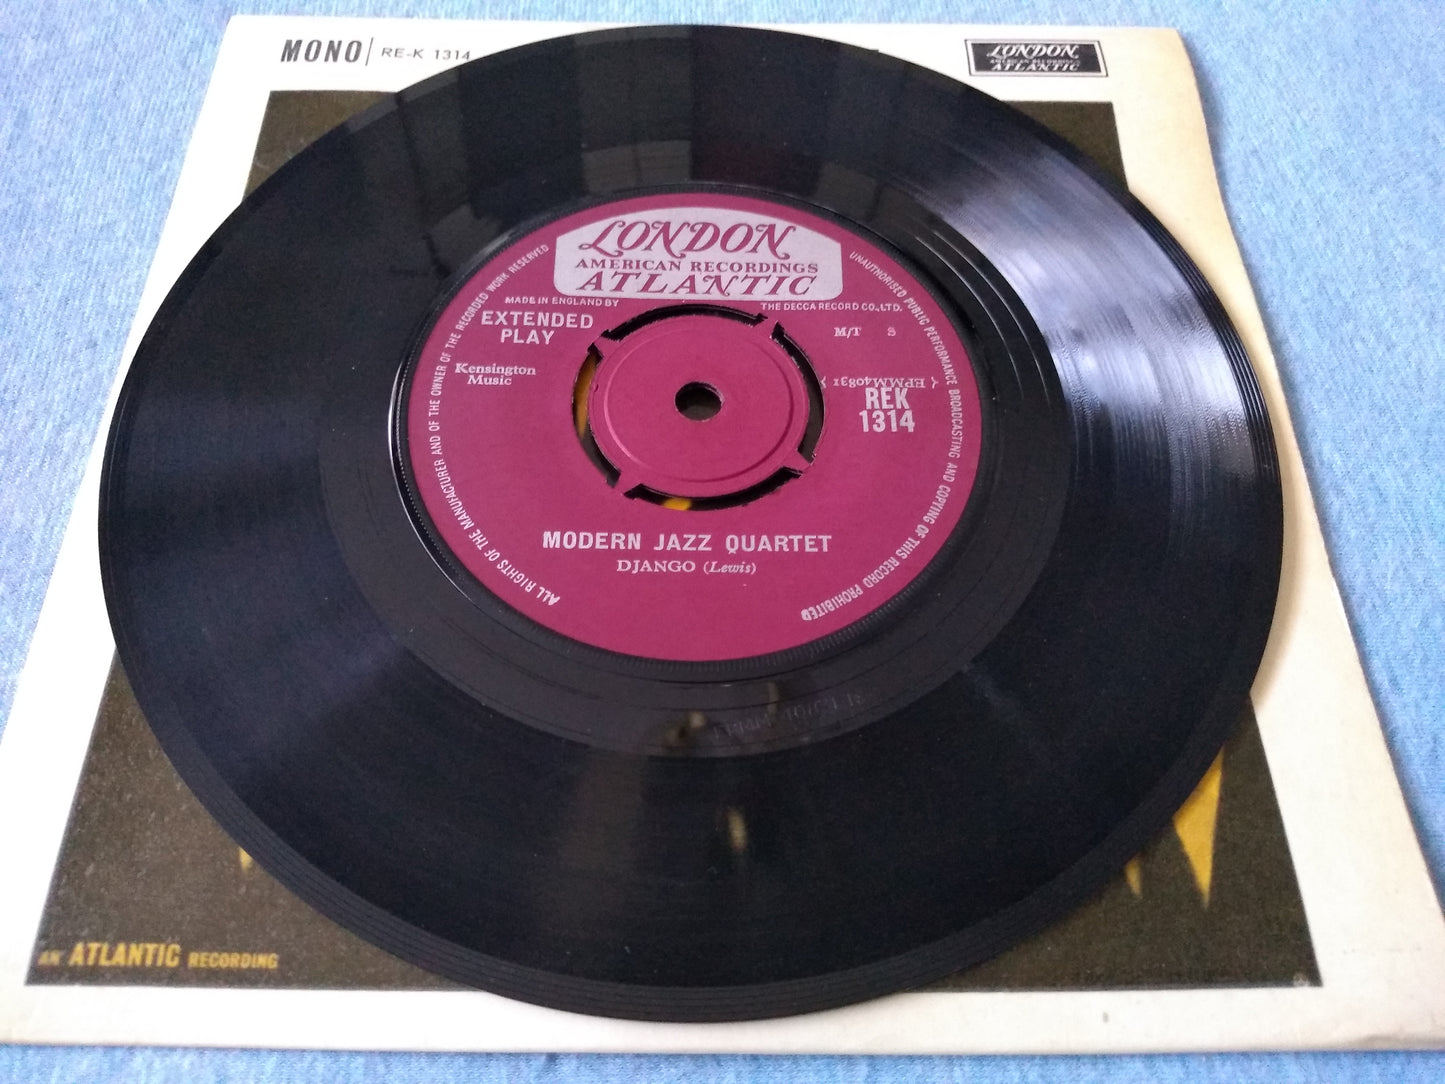 MONO RE-K 1314
LONDON
AMERICAN RECORDINGS
ATLANTIC
LONDON
AMERICAN RECORDINGS
ATLANTIC
MADE IN ENGLAND BY THE DECCA RECORD CO., LTD.
EXTENDED
PLAY
M/T S
Kensington
Music
(EPMM40831)
REK
1314
MODERN JAZZ QUARTET
DJANGO (Lewis)
ALL RIGHTS OF THE MANUFACTURER AND OF THE OWNER OF THE RECORDED WORK RESERVED
UNAUTHORISED PUBLIC PERFORMANCE BROADCASTING AND COPYING OF THIS RECORD PROHIBITED
AN ATLANTIC RECORDING